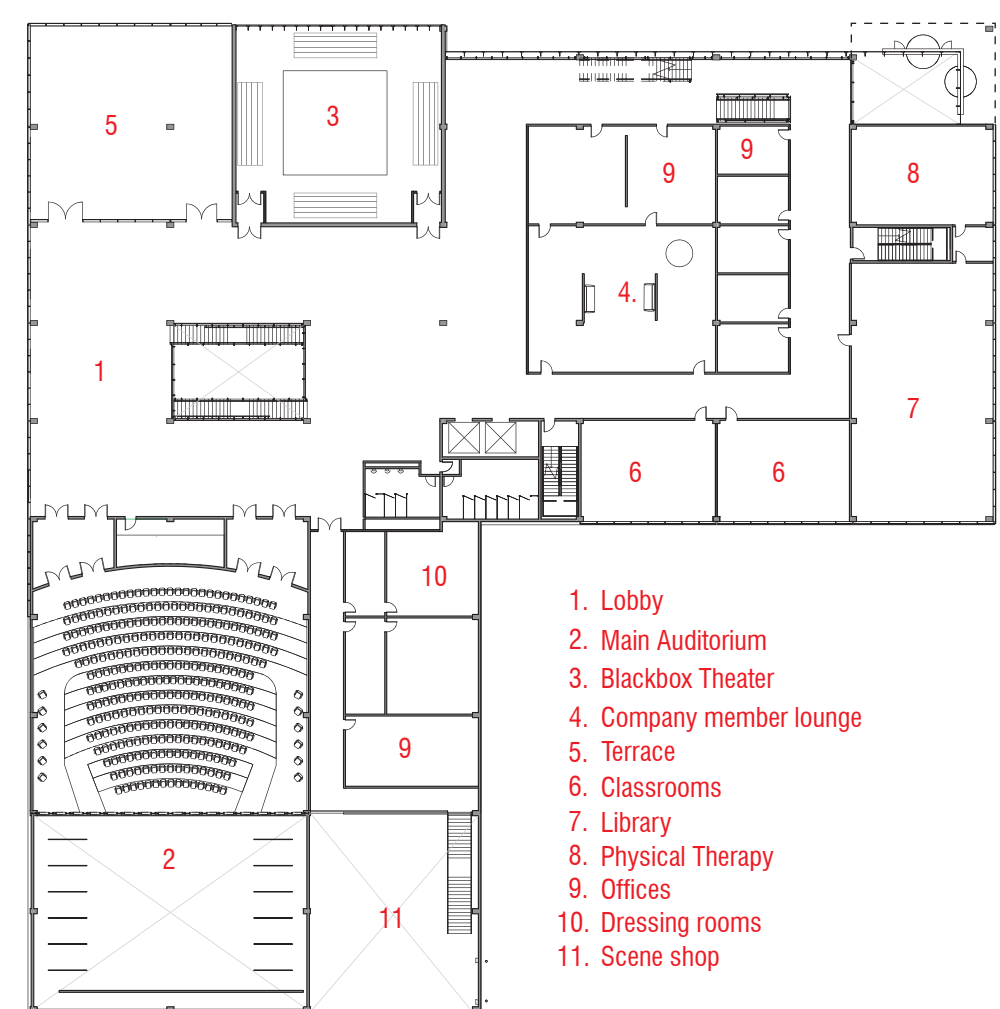 5
3
9
9
8
4.
1
7
6
6
10
9
2
11
1. Lobby
2. Main Auditorium
3. Blackbox Theater
4. Company member lounge
5. Terrace
6. Classrooms
7. Library
8. Physical Therapy
9. Offices
10. Dressing rooms
11. Scene shop